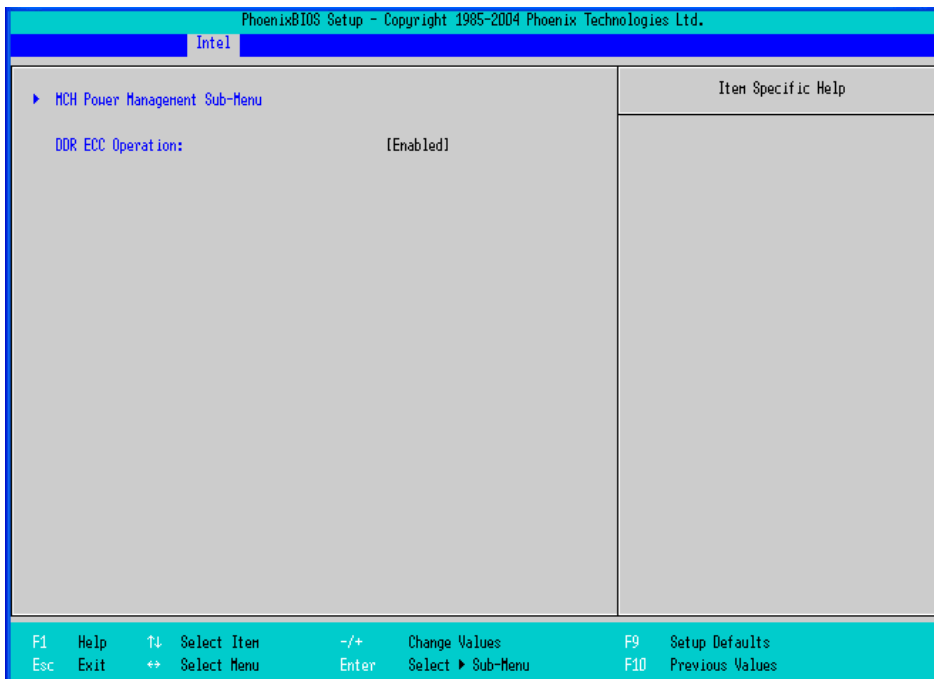 PhoenixBIOS Setup - Copyright 1985-2004 Phoenix Technologies Ltd.
Intel
▶ MCH Power Management Sub-Menu
DDR ECC Operation: [Enabled]
Item Specific Help
F1 Help ↑↓ Select Item -/+ Change Values F9 Setup Defaults
Esc Exit ↔ Select Menu Enter Select ▶ Sub-Menu F10 Previous Values